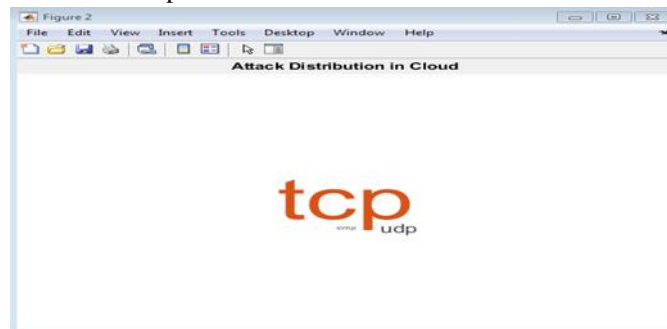 Figure 2
File Edit View Insert Tools Desktop Window Help
Attack Distribution in Cloud
tcp
icmp
udp